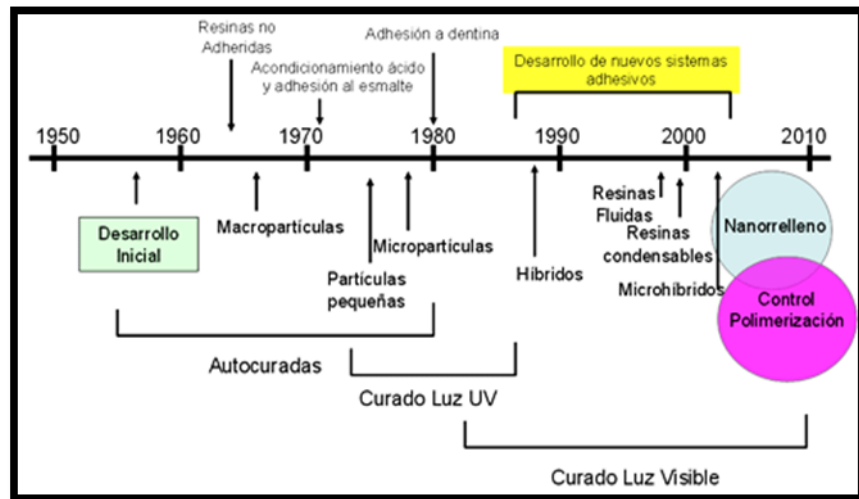 Resinas no
Adheridas
Acondicionamiento ácido
y adhesión al esmalte
Adhesión a dentina
Desarrollo de nuevos sistemas
adhesivos
1950 1960 1970 1980 1990 2000 2010
Desarrollo
Inicial
Macropartículas
Partículas
pequeñas
Micropartículas
Híbridos
Resinas
Fluidas
Resinas
condensables
Microhíbridos
Nanorrelleno
Control
Polimerización
Autocuradas
Curado Luz UV
Curado Luz Visible